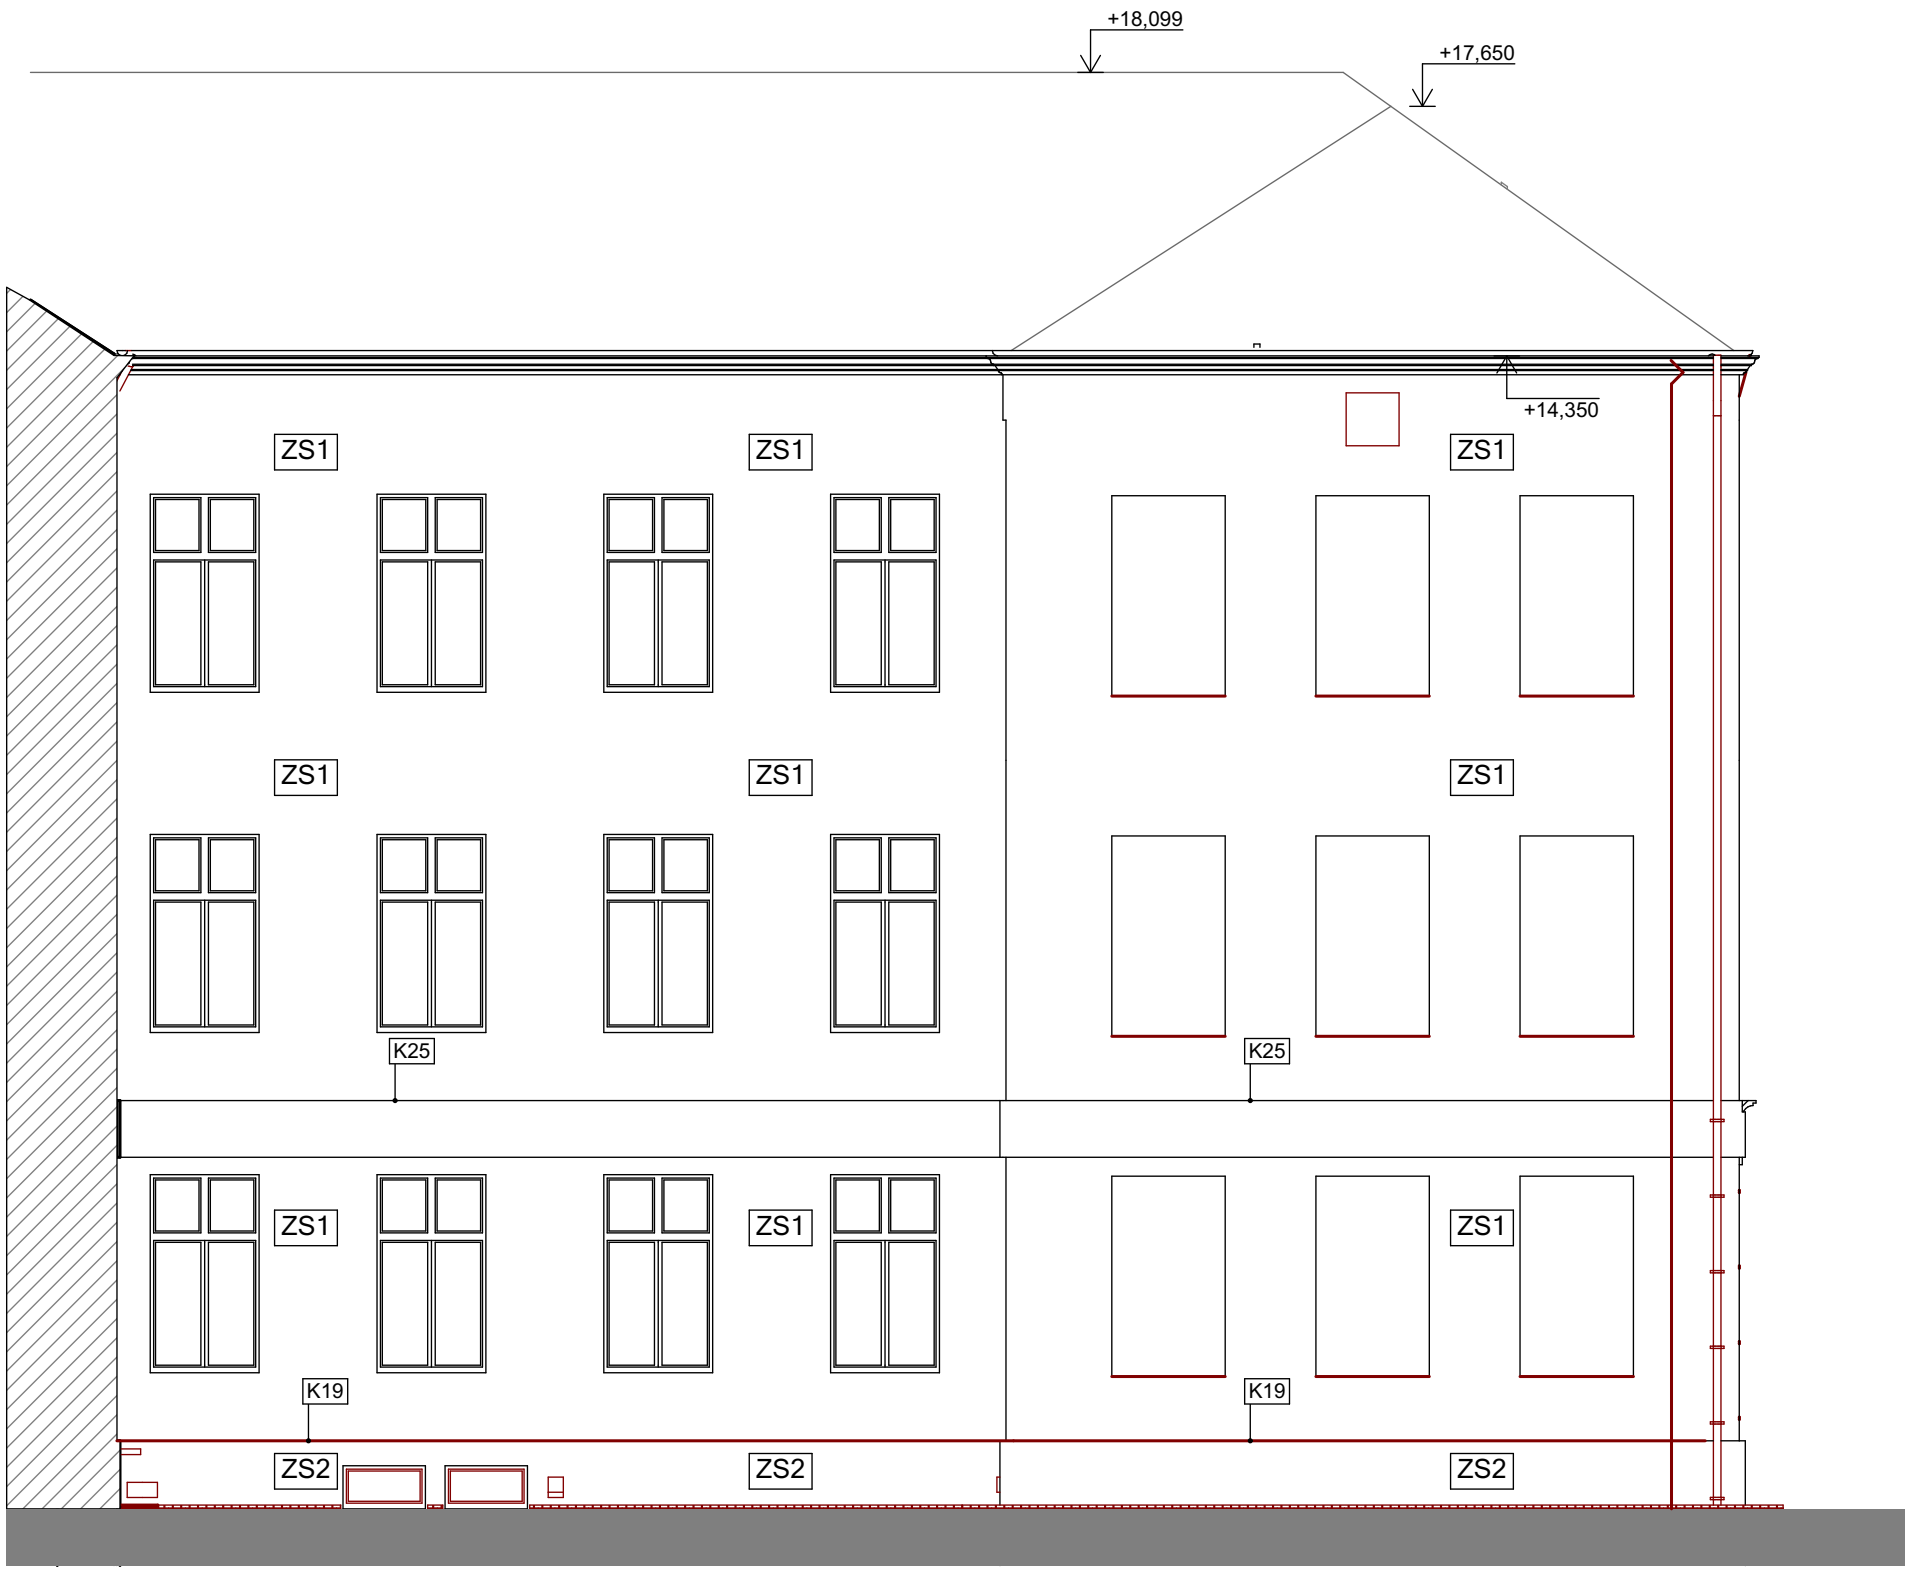 +18,099
+17,650
+14,350
ZS1 ZS1 ZS1
ZS1 ZS1 ZS1
K25 K25
ZS1 ZS1 ZS1
K19 K19
ZS2 ZS2 ZS2